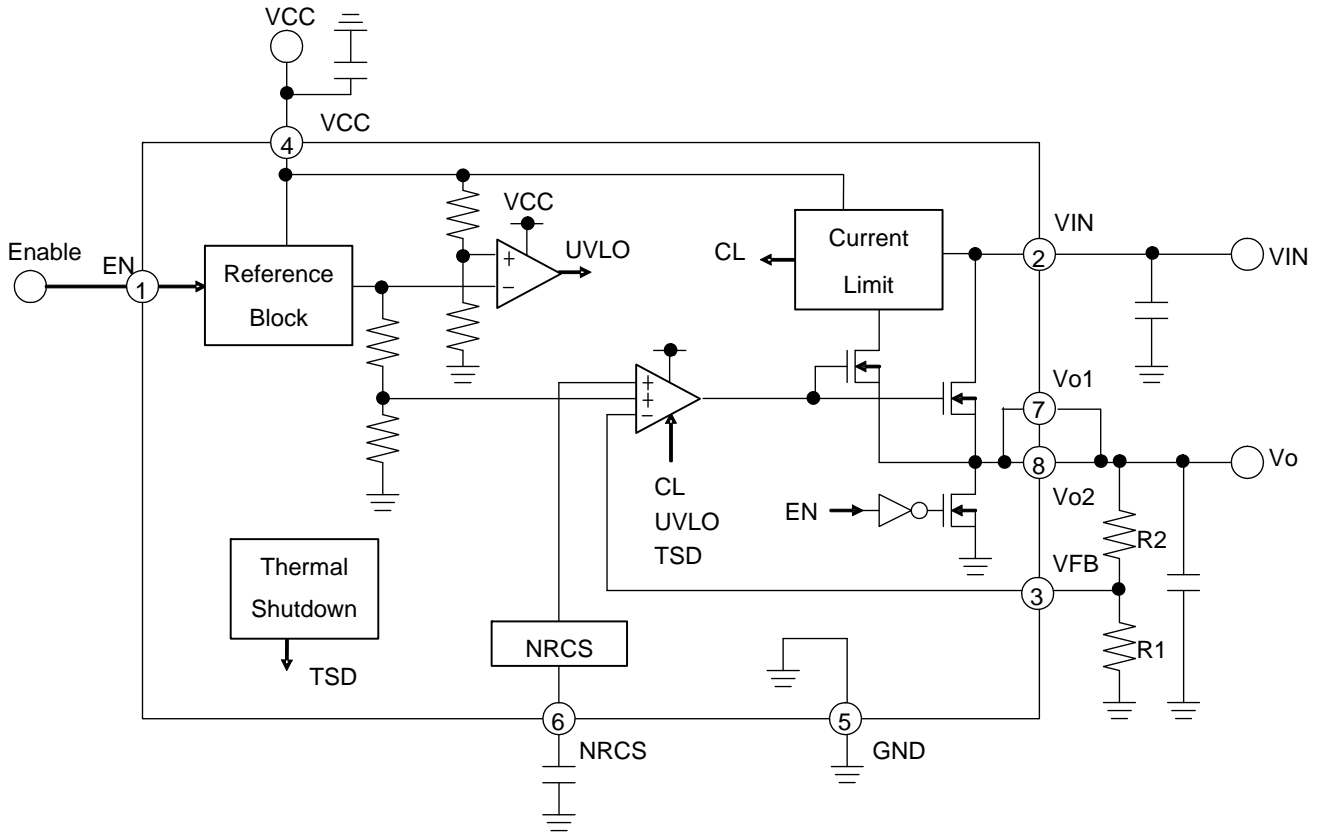 VCC
VCC
4
VCC
UVLO
+
−
Enable
EN
1
Reference
Block
CL
Current
Limit
VIN
2
VIN
+
+
−
CL
UVLO
TSD
Vo1
7
8
Vo
Vo2
EN
R2
VFB
3
R1
Thermal
Shutdown
TSD
NRCS
6
NRCS
5
GND